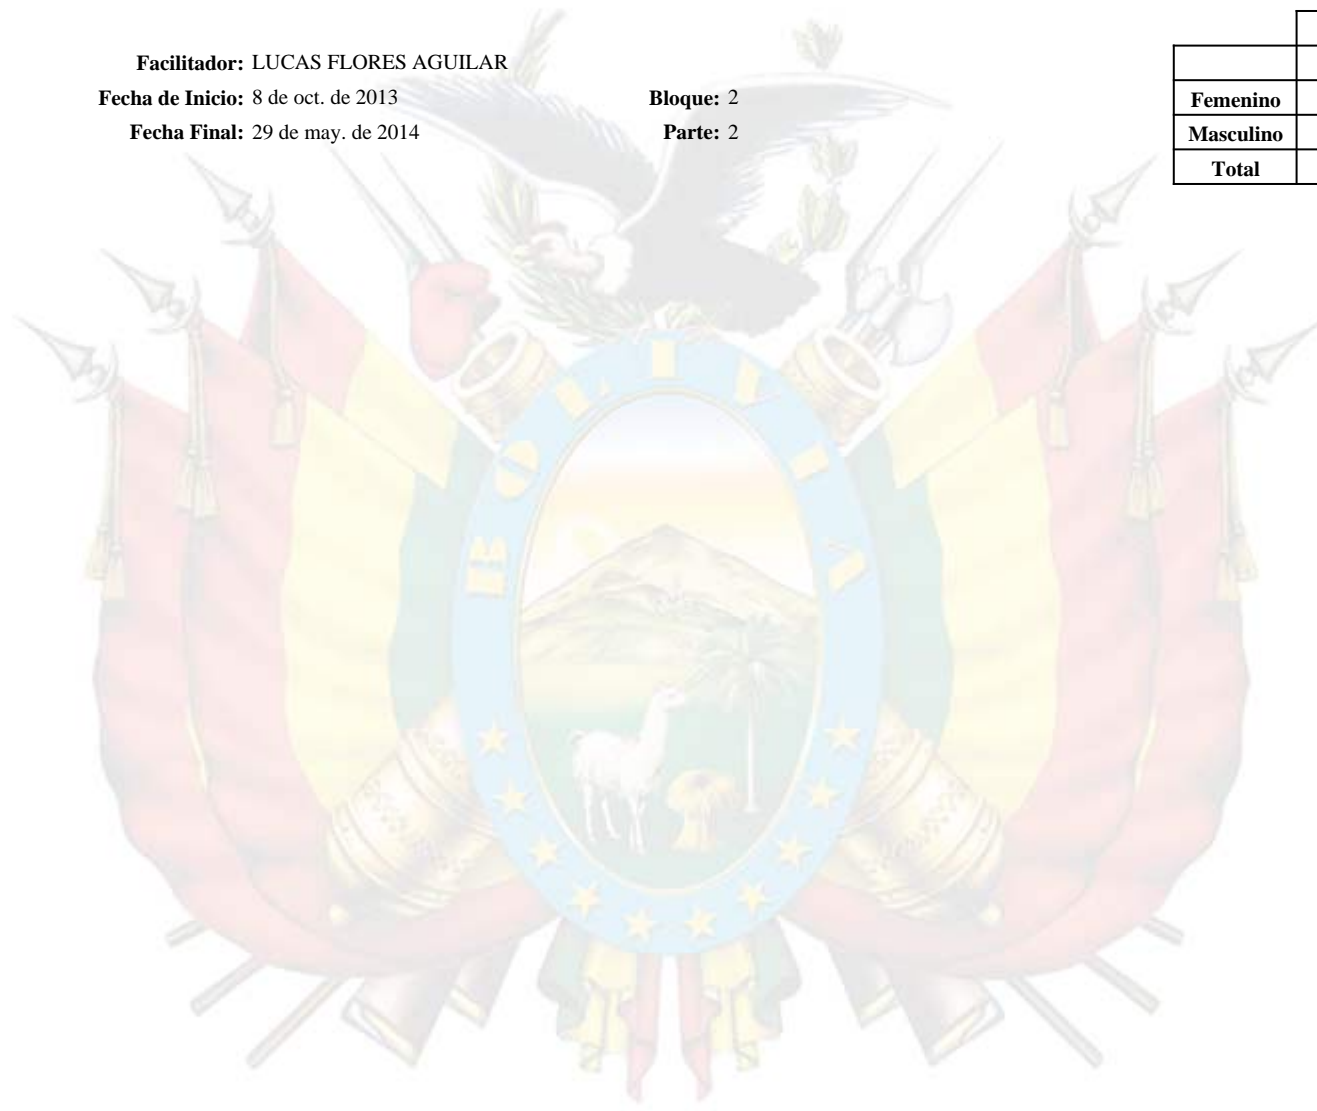 Facilitador: LUCAS FLORES AGUILAR
Fecha de Inicio: 8 de oct. de 2013 Bloque: 2
Fecha Final: 29 de may. de 2014 Parte: 2
Femenino
Masculino
Total
BOLIVIA